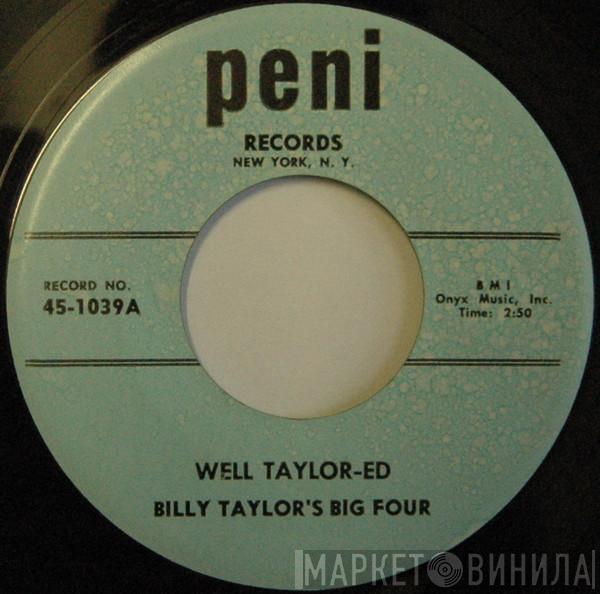 peni
RECORDS
NEW YORK, N. Y.
RECORD NO.
45-1039A
B M I
Onyx Music, Inc.
Time: 2:50
WELL TAYLOR-ED
BILLY TAYLOR'S BIG FOUR
МАРКЕТ ВИНИЛА